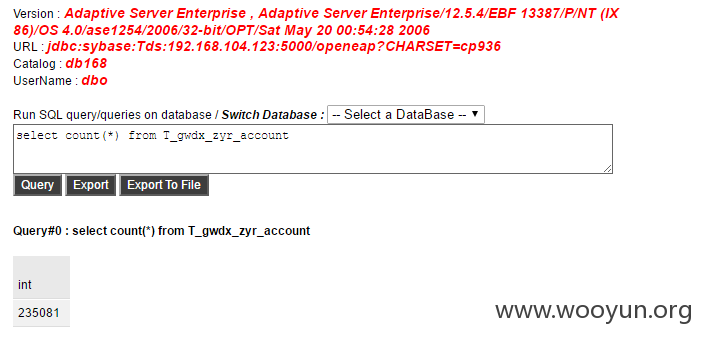 Version : Adaptive Server Enterprise , Adaptive Server Enterprise/12.5.4/EBF 13387/P/NT (IX
86)/OS 4.0/ase1254/2006/32-bit/OPT/Sat May 20 00:54:28 2006
URL : jdbc:sybase:Tds:192.168.104.123:5000/openeap?CHARSET=cp936
Catalog : db168
UserName : dbo
Run SQL query/queries on database / Switch Database : -- Select a DataBase --
select count(*) from T_gwdx_zyr_account
Query Export Export To File
Query#0 : select count(*) from T_gwdx_zyr_account
int
235081
www.wooyun.org